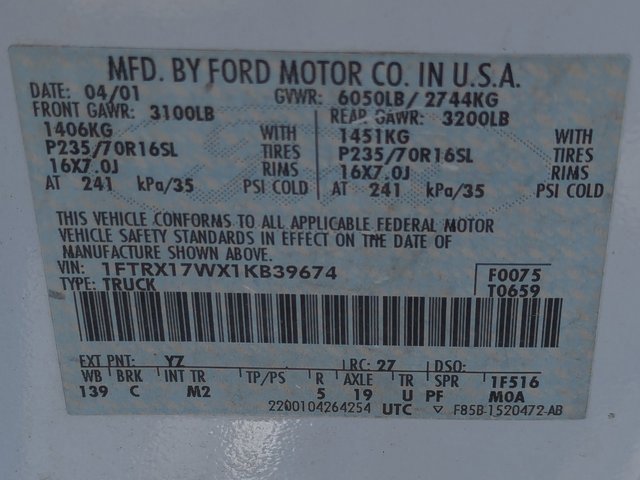 MFD. BY FORD MOTOR CO. IN U.S.A.
DATE: 04/01 GVWR: 6050LB/ 2744KG
FRONT GAWR: 3100LB REAR GAWR: 3200LB
1406KG WITH 1451KG WITH
P235/70R16SL TIRES P235/70R16SL TIRES
16X7.0J RIMS 16X7.0J RIMS
AT 241 kPa/35 PSI COLD AT 241 kPa/35 PSI COLD
THIS VEHICLE CONFORMS TO ALL APPLICABLE FEDERAL MOTOR
VEHICLE SAFETY STANDARDS IN EFFECT ON THE DATE OF
MANUFACTURE SHOWN ABOVE.
VIN: 1FTRX17WX1KB39674 F0075
TYPE: TRUCK T0659
EXT PNT: YZ RC: 27 DSO:
WB BRK INT TR TP/PS R AXLE TR SPR 1F516
139 C M2 5 19 U PF M0A
2200104264254 UTC ▽ F85B-1520472-AB